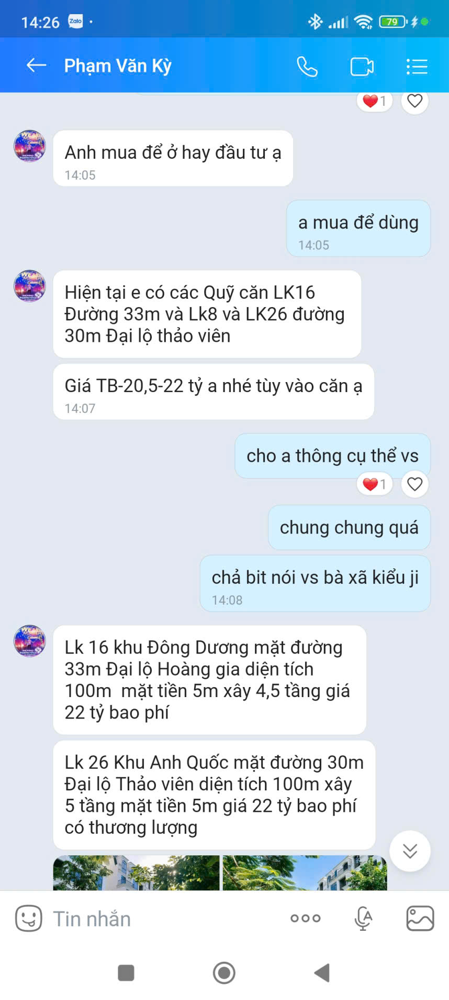 14:26 Zalo
79
Phạm Văn Kỳ
1
Anh mua để ở hay đầu tư ạ
14:05
a mua để dùng
14:05
Hiện tại e có các Quỹ căn LK16
Đường 33m và Lk8 và LK26 đường
30m Đại lộ thảo viên
Giá TB-20,5-22 tỷ a nhé tùy vào căn ạ
14:07
cho a thông cụ thể vs
1
chung chung quá
chả bit nói vs bà xã kiểu ji
14:08
Lk 16 khu Đông Dương mặt đường
33m Đại lộ Hoàng gia diện tích
100m  mặt tiền 5m xây 4,5 tầng giá
22 tỷ bao phí
Lk 26 Khu Anh Quốc mặt đường 30m
Đại lộ Thảo viên diện tích 100m xây
5 tầng mặt tiền 5m giá 22 tỷ bao phí
có thương lượng
Tin nhắn